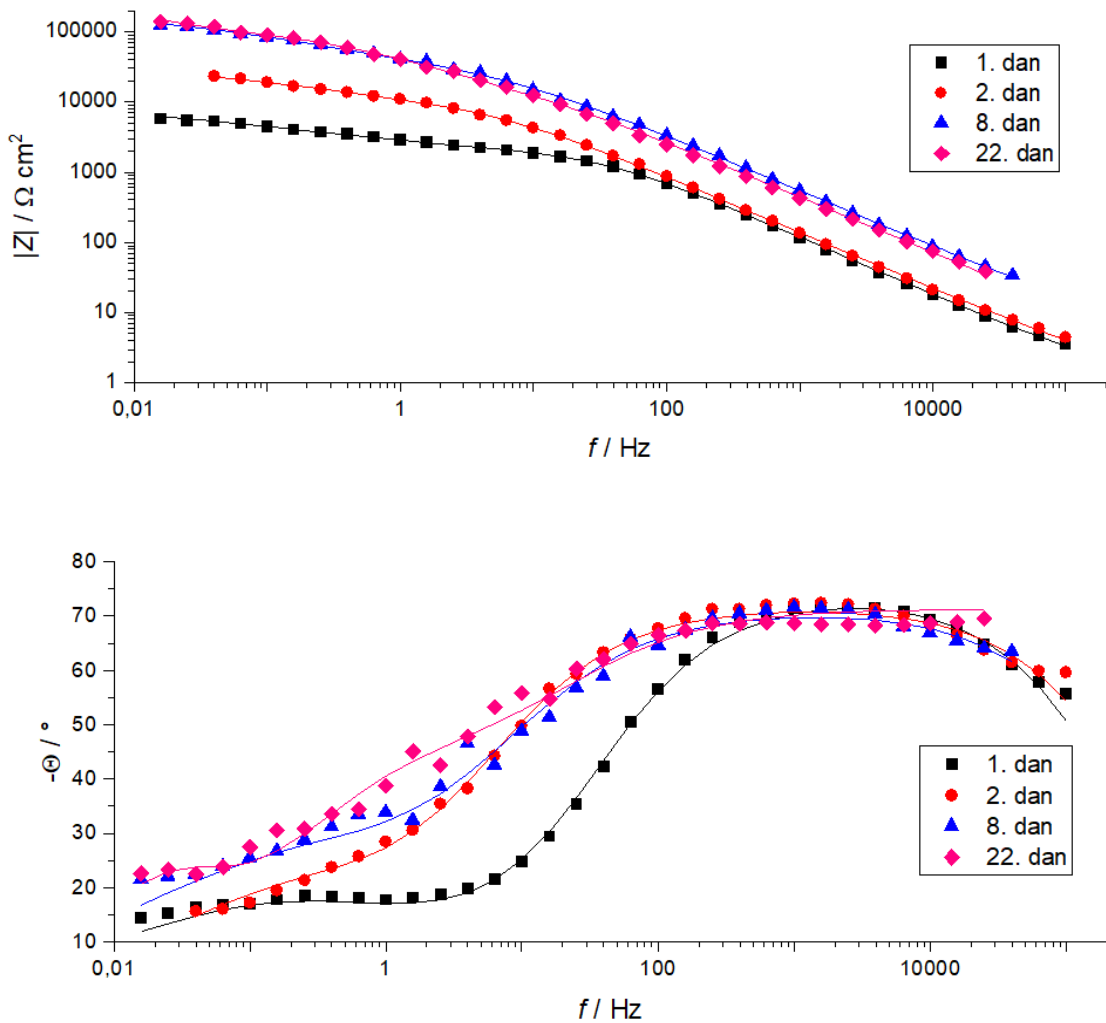 100000
10000
1000
100
10
1
|Z| / Ω cm²
0,01
1
100
10000
f / Hz
1. dan
2. dan
8. dan
22. dan
80
70
60
50
40
30
20
10
-Θ / °
0,01
1
100
10000
f / Hz
1. dan
2. dan
8. dan
22. dan